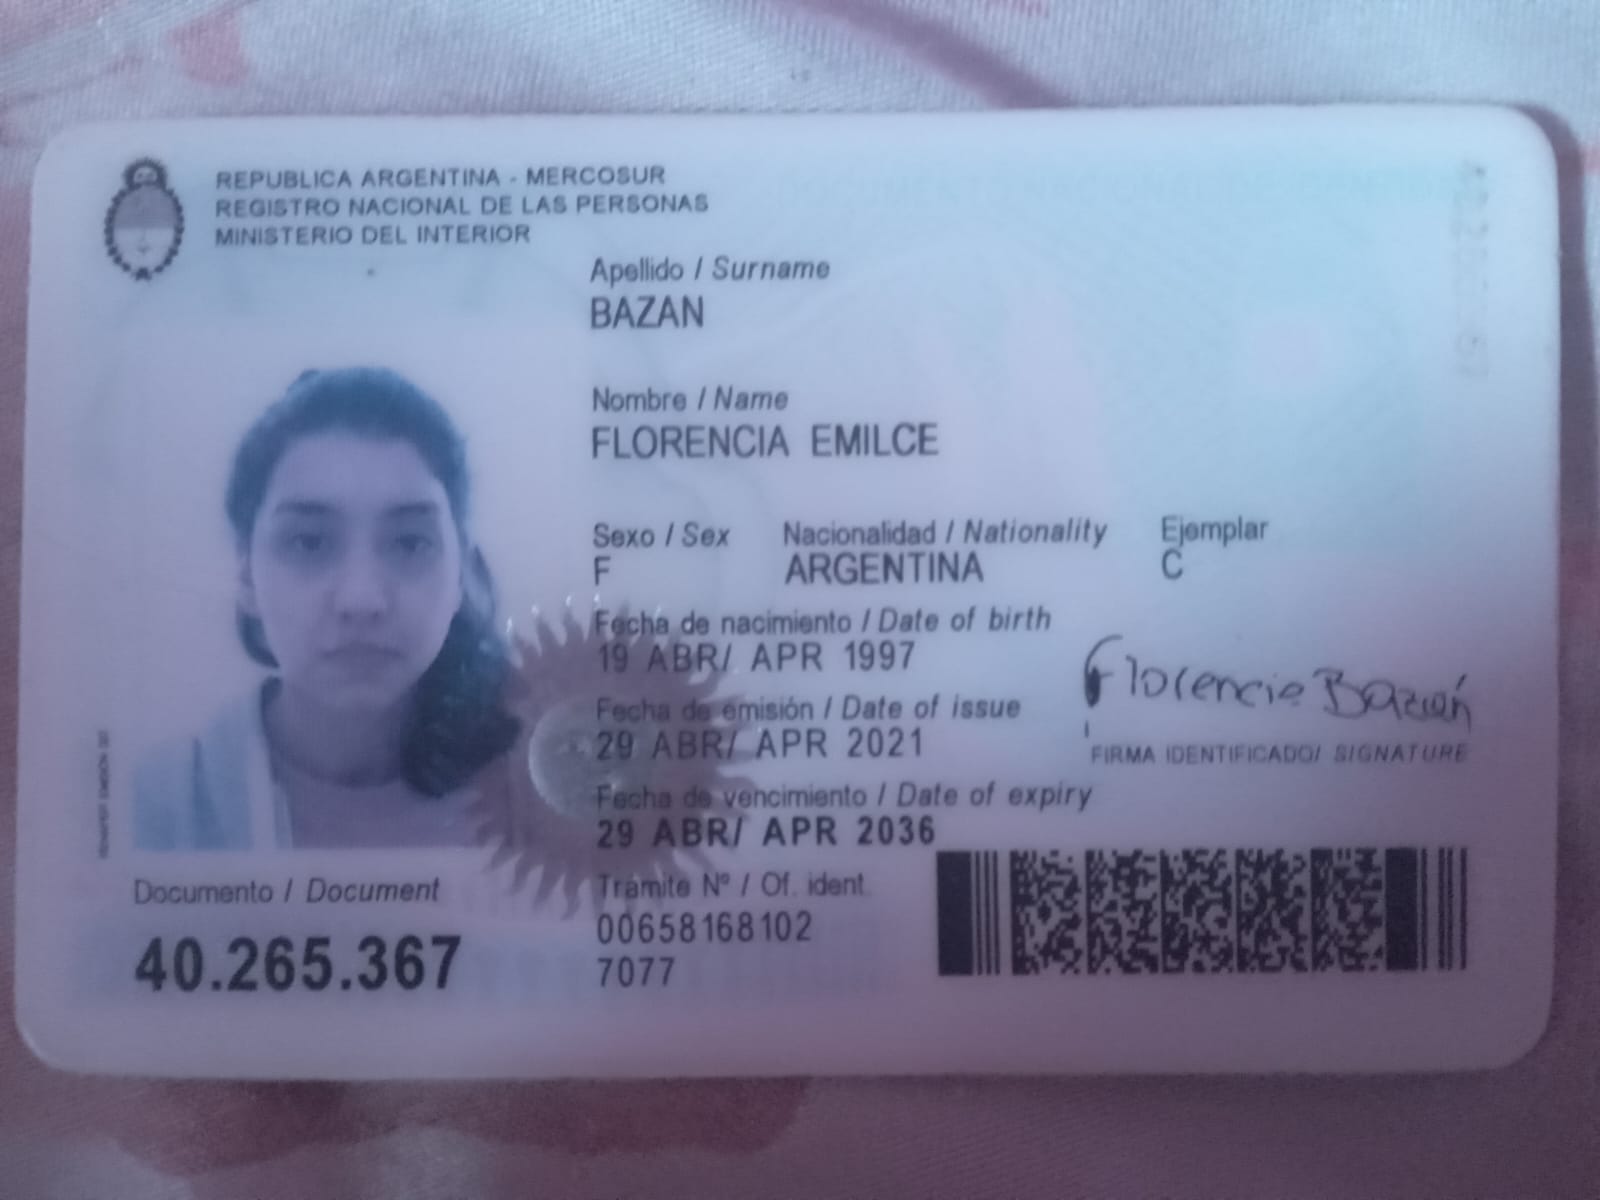 REPUBLICA ARGENTINA - MERCOSUR
REGISTRO NACIONAL DE LAS PERSONAS
MINISTERIO DEL INTERIOR
Apellido / Surname
BAZAN
Nombre / Name
FLORENCIA EMILCE
Sexo / Sex Nacionalidad / Nationality Ejemplar
F ARGENTINA C
Fecha de nacimiento / Date of birth
19 ABR/ APR 1997
Fecha de emisión / Date of issue
29 ABR/ APR 2021
Florencia Bazán
FIRMA IDENTIFICADO/ SIGNATURE
Fecha de vencimiento / Date of expiry
29 ABR/ APR 2036
Documento / Document
40.265.367
Tramite Nº / Of. ident.
00658168102
7077